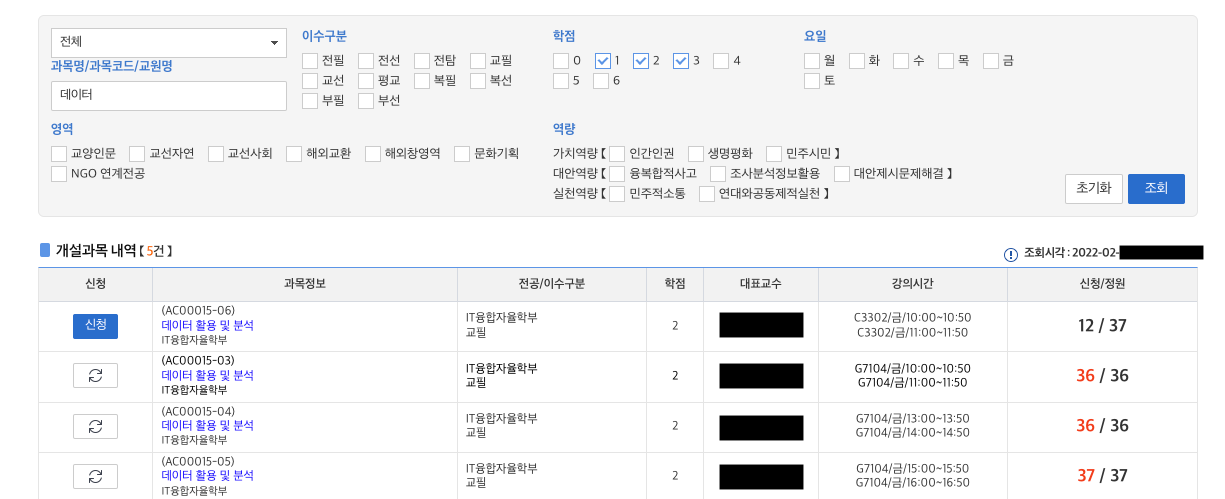 전체
과목명/과목코드/교원명
데이터
이수구분
전필 전선 전탐 교필
교선 평교 복필 복선
부필 부선
학점
0 1 2 3 4
5 6
요일
월 화 수 목 금
토
영역
교양인문 교선자연 교선사회 해외교환 해외창영역 문화기획
NGO 연계전공
역량
가치역량【 인간인권 생명평화 민주시민 】
대안역량【 융복합적사고 조사분석정보활용 대안제시문제해결 】
실천역량【 민주적소통 연대와공동제적실천 】
초기화 조회
개설과목 내역【 5건 】
조회시각 : 2022-02-
신청 과목정보 전공/이수구분 학점 대표교수 강의시간 신청/정원
신청
(AC00015-06)
데이터 활용 및 분석
IT융합자율학부
IT융합자율학부
교필
2
C3302/금/10:00~10:50
C3302/금/11:00~11:50
12 / 37
(AC00015-03)
데이터 활용 및 분석
IT융합자율학부
IT융합자율학부
교필
2
G7104/금/10:00~10:50
G7104/금/11:00~11:50
36 / 36
(AC00015-04)
데이터 활용 및 분석
IT융합자율학부
IT융합자율학부
교필
2
G7104/금/13:00~13:50
G7104/금/14:00~14:50
36 / 36
(AC00015-05)
데이터 활용 및 분석
IT융합자율학부
IT융합자율학부
교필
2
G7104/금/15:00~15:50
G7104/금/16:00~16:50
37 / 37